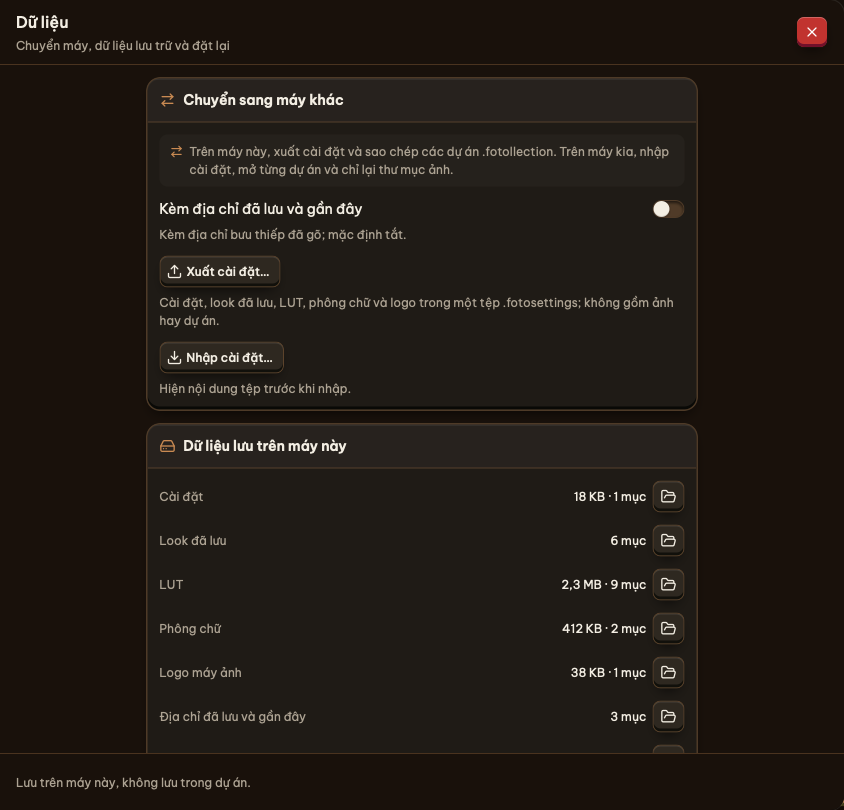 Dữ liệu
Chuyển máy, dữ liệu lưu trữ và đặt lại
Chuyển sang máy khác
Trên máy này, xuất cài đặt và sao chép các dự án .fotollection. Trên máy kia, nhập
cài đặt, mở từng dự án và chỉ lại thư mục ảnh.
Kèm địa chỉ đã lưu và gần đây
Kèm địa chỉ bưu thiếp đã gõ; mặc định tắt.
Xuất cài đặt...
Cài đặt, look đã lưu, LUT, phông chữ và logo trong một tệp .fotosettings; không gồm ảnh
hay dự án.
Nhập cài đặt...
Hiện nội dung tệp trước khi nhập.
Dữ liệu lưu trên máy này
Cài đặt 18 KB · 1 mục
Look đã lưu 6 mục
LUT 2,3 MB · 9 mục
Phông chữ 412 KB · 2 mục
Logo máy ảnh 38 KB · 1 mục
Địa chỉ đã lưu và gần đây 3 mục
Lưu trên máy này, không lưu trong dự án.